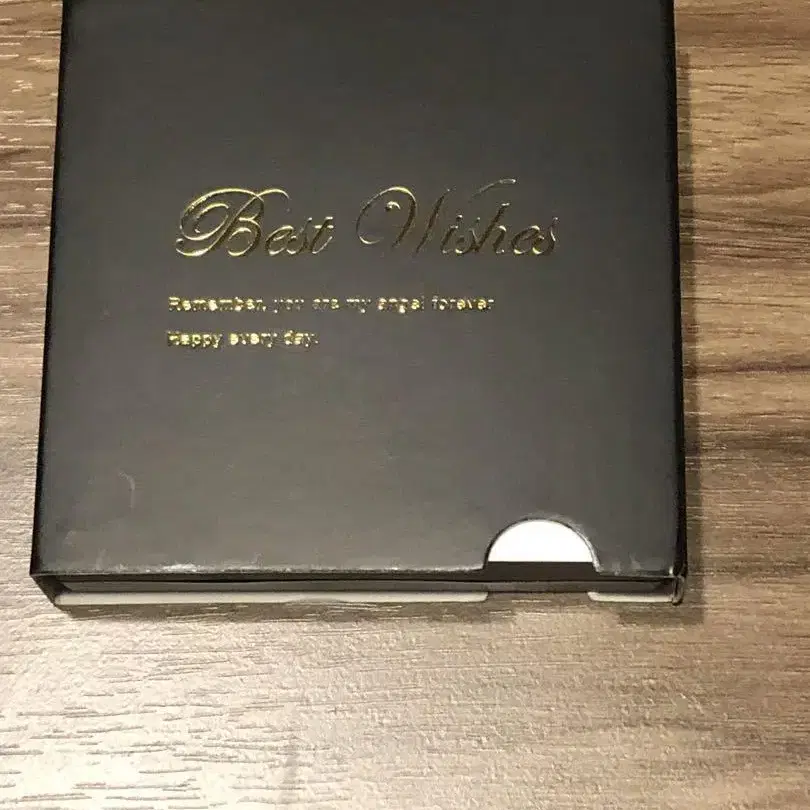 Best Wishes
Remember, you are my angel forever
Happy every day.